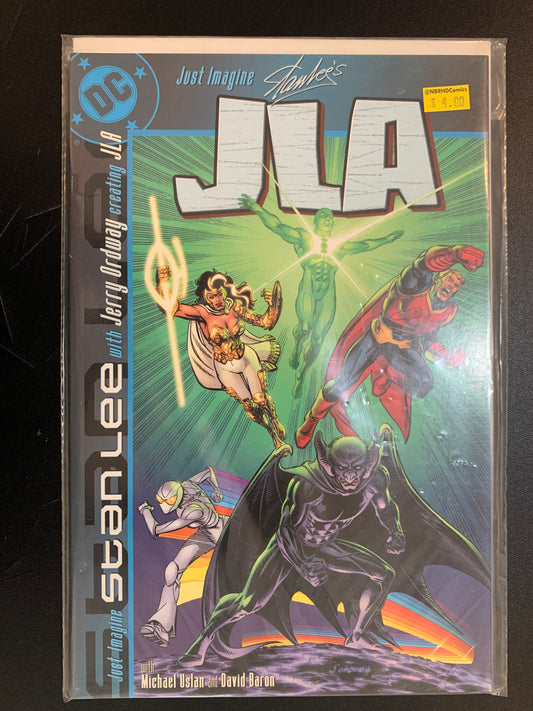 DC
®
Just Imagine Stan Lee's
@NBRHDComics
$ 4.00
JLA
Just Imagine STAN LEE with Jerry Ordway creating JLA
with
Michael Uslan and David Baron
J. ORDWAY